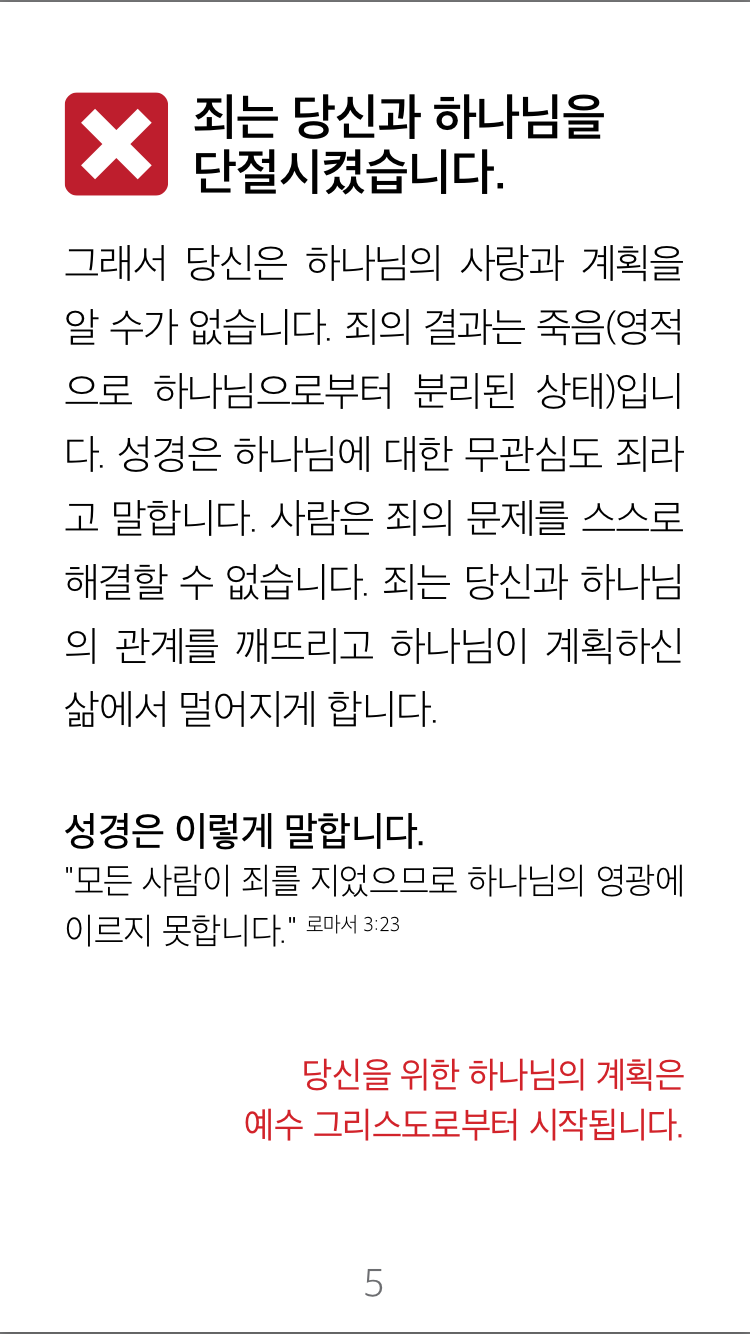 죄는 당신과 하나님을
단절시켰습니다.
그래서 당신은 하나님의 사랑과 계획을
알 수가 없습니다. 죄의 결과는 죽음(영적
으로 하나님으로부터 분리된 상태)입니
다. 성경은 하나님에 대한 무관심도 죄라
고 말합니다. 사람은 죄의 문제를 스스로
해결할 수 없습니다. 죄는 당신과 하나님
의 관계를 깨뜨리고 하나님이 계획하신
삶에서 멀어지게 합니다.
성경은 이렇게 말합니다.
"모든 사람이 죄를 지었으므로 하나님의 영광에
이르지 못합니다." 로마서 3:23
당신을 위한 하나님의 계획은
예수 그리스도로부터 시작됩니다.
5